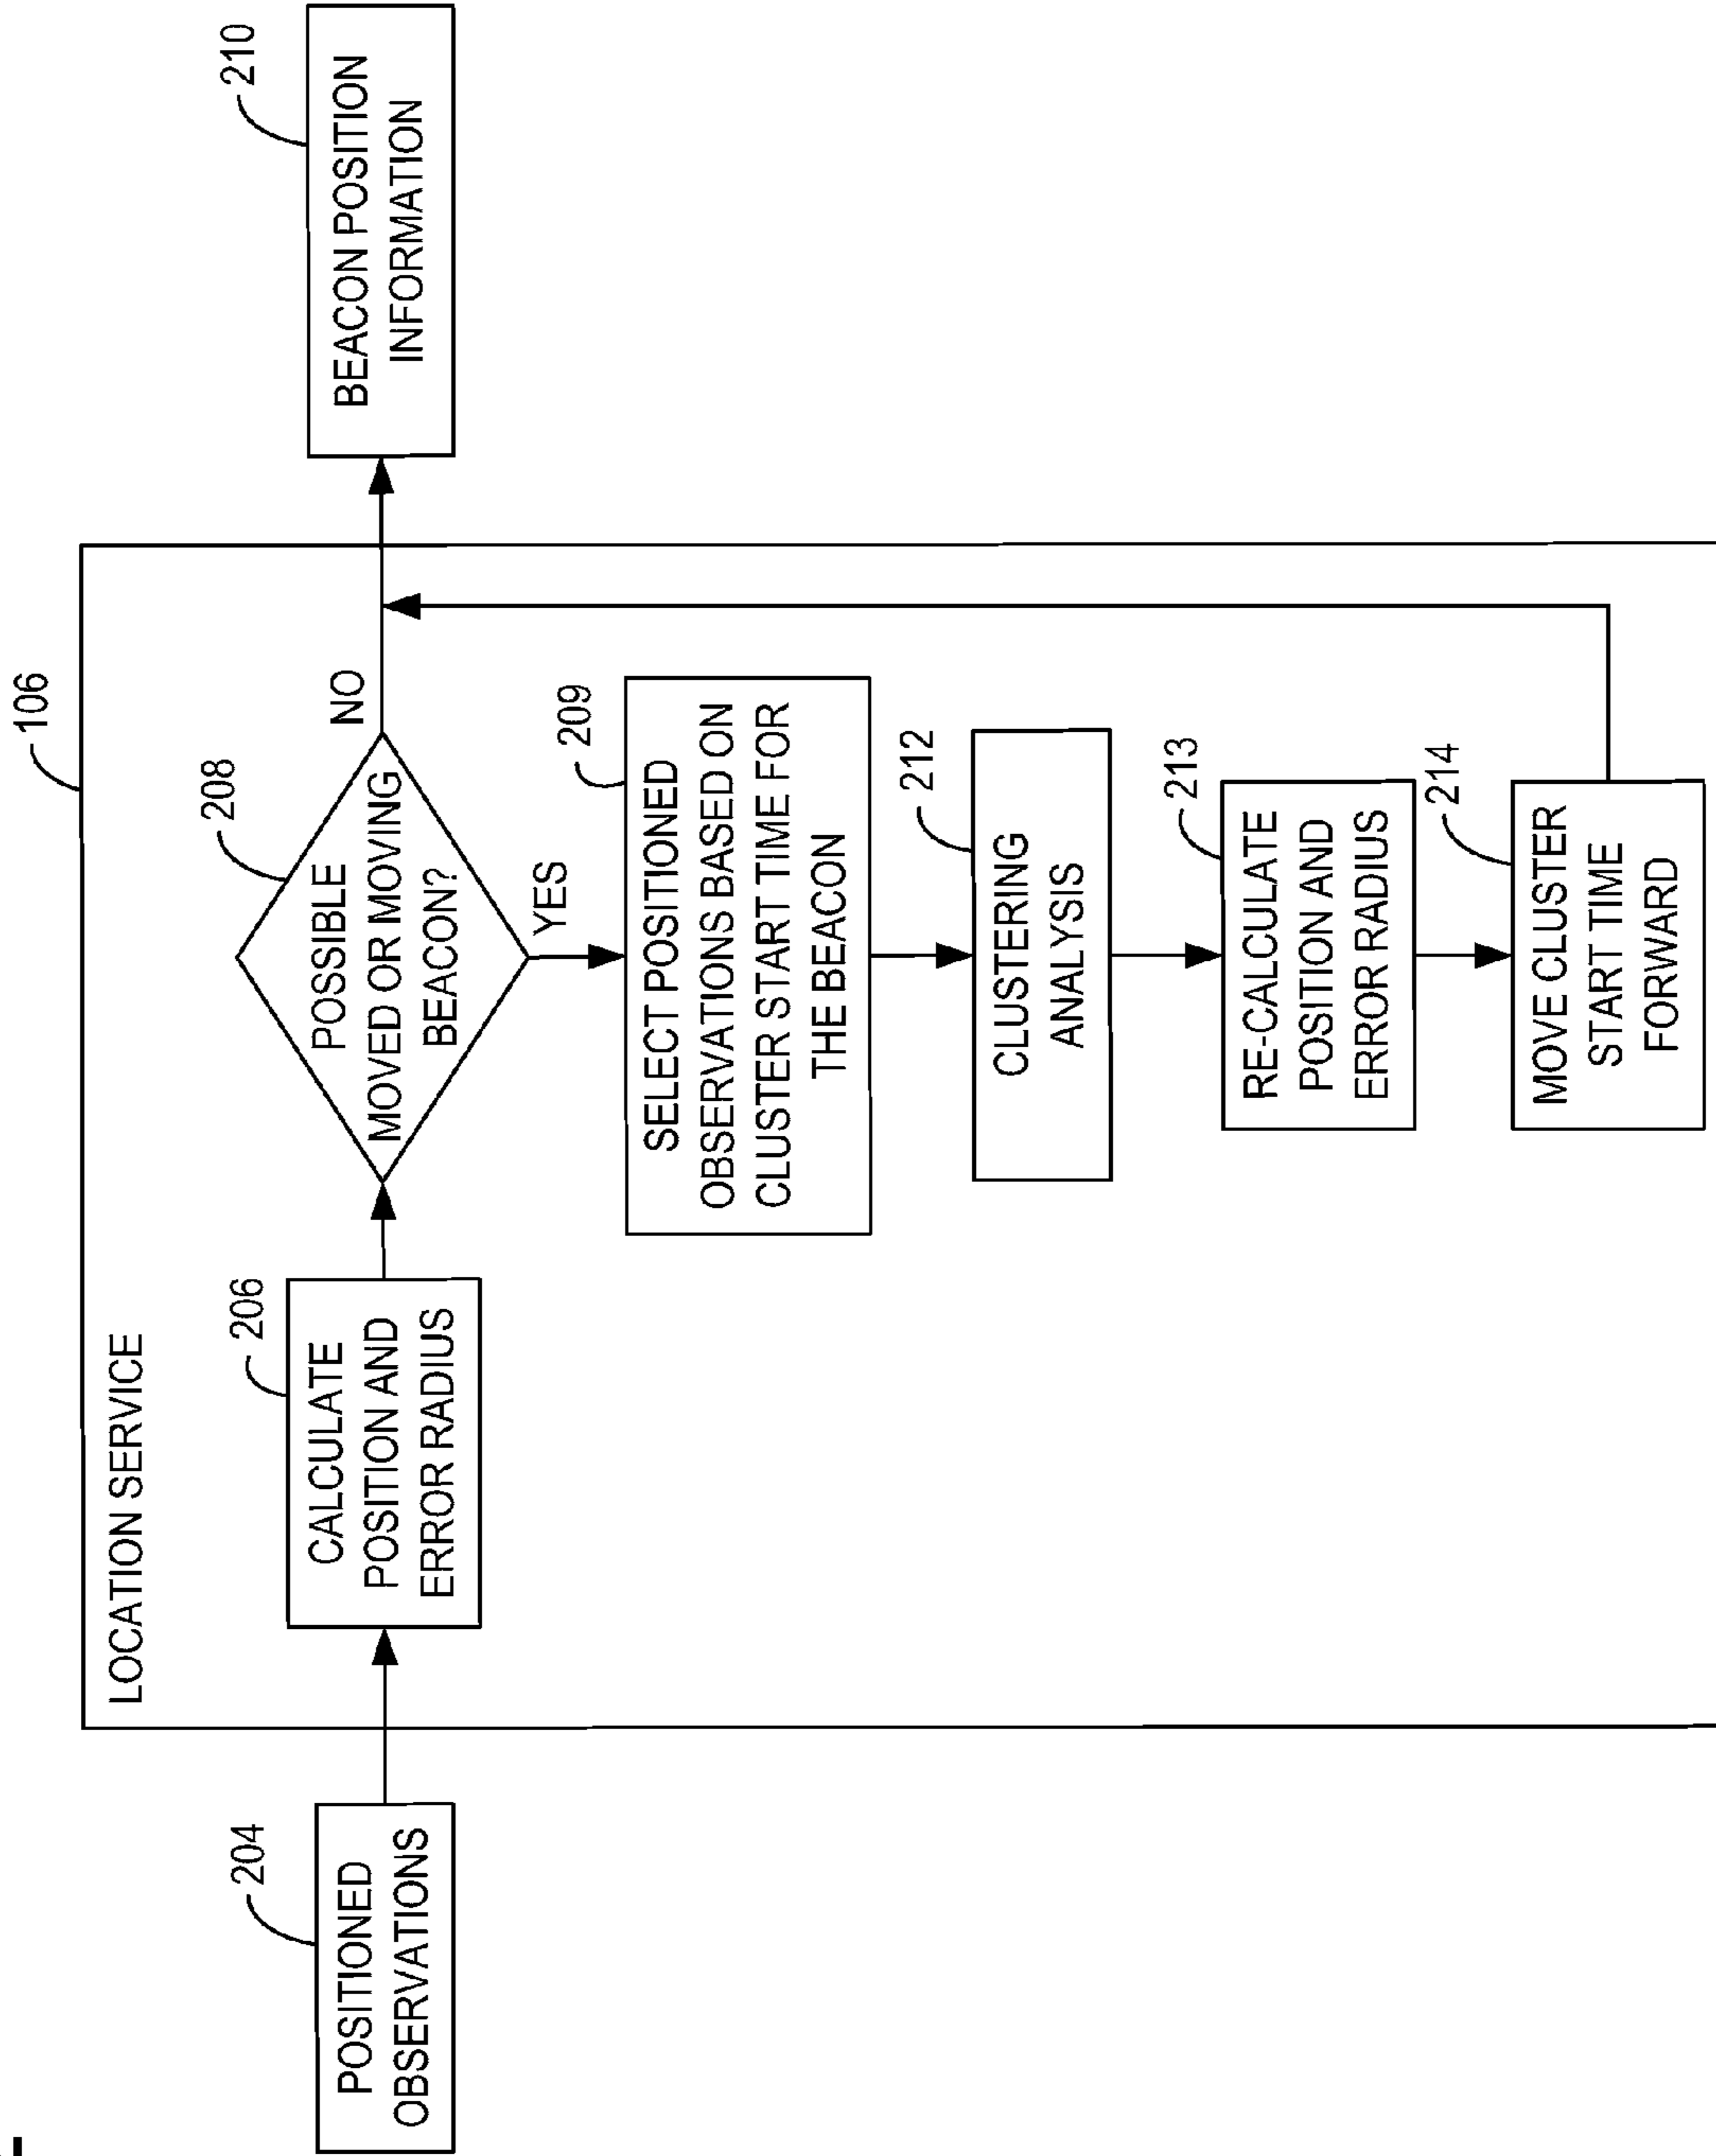 106
LOCATION SERVICE
204
POSITIONED
OBSERVATIONS
206
CALCULATE
POSITION AND
ERROR RADIUS
208
POSSIBLE
MOVED OR MOVING
BEACON?
NO
YES
210
BEACON POSITION
INFORMATION
209
SELECT POSITIONED
OBSERVATIONS BASED ON
CLUSTER START TIME FOR
THE BEACON
212
CLUSTERING
ANALYSIS
213
RE-CALCULATE
POSITION AND
ERROR RADIUS
214
MOVE CLUSTER
START TIME
FORWARD